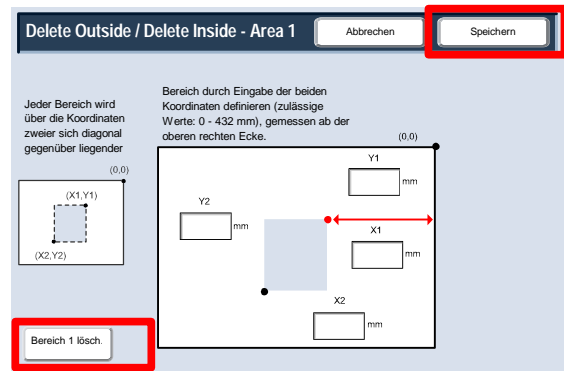 Delete Outside / Delete Inside - Area 1
Abbrechen
Speichern
Jeder Bereich wird
über die Koordinaten
zweier sich diagonal
gegenüber liegender
Bereich durch Eingabe der beiden
Koordinaten definieren (zulässige
Werte: 0 - 432 mm), gemessen ab der
oberen rechten Ecke.
(0,0)
(X1,Y1)
(X2,Y2)
(0,0)
Y1
mm
Y2
mm
X1
mm
X2
mm
Bereich 1 lösch.